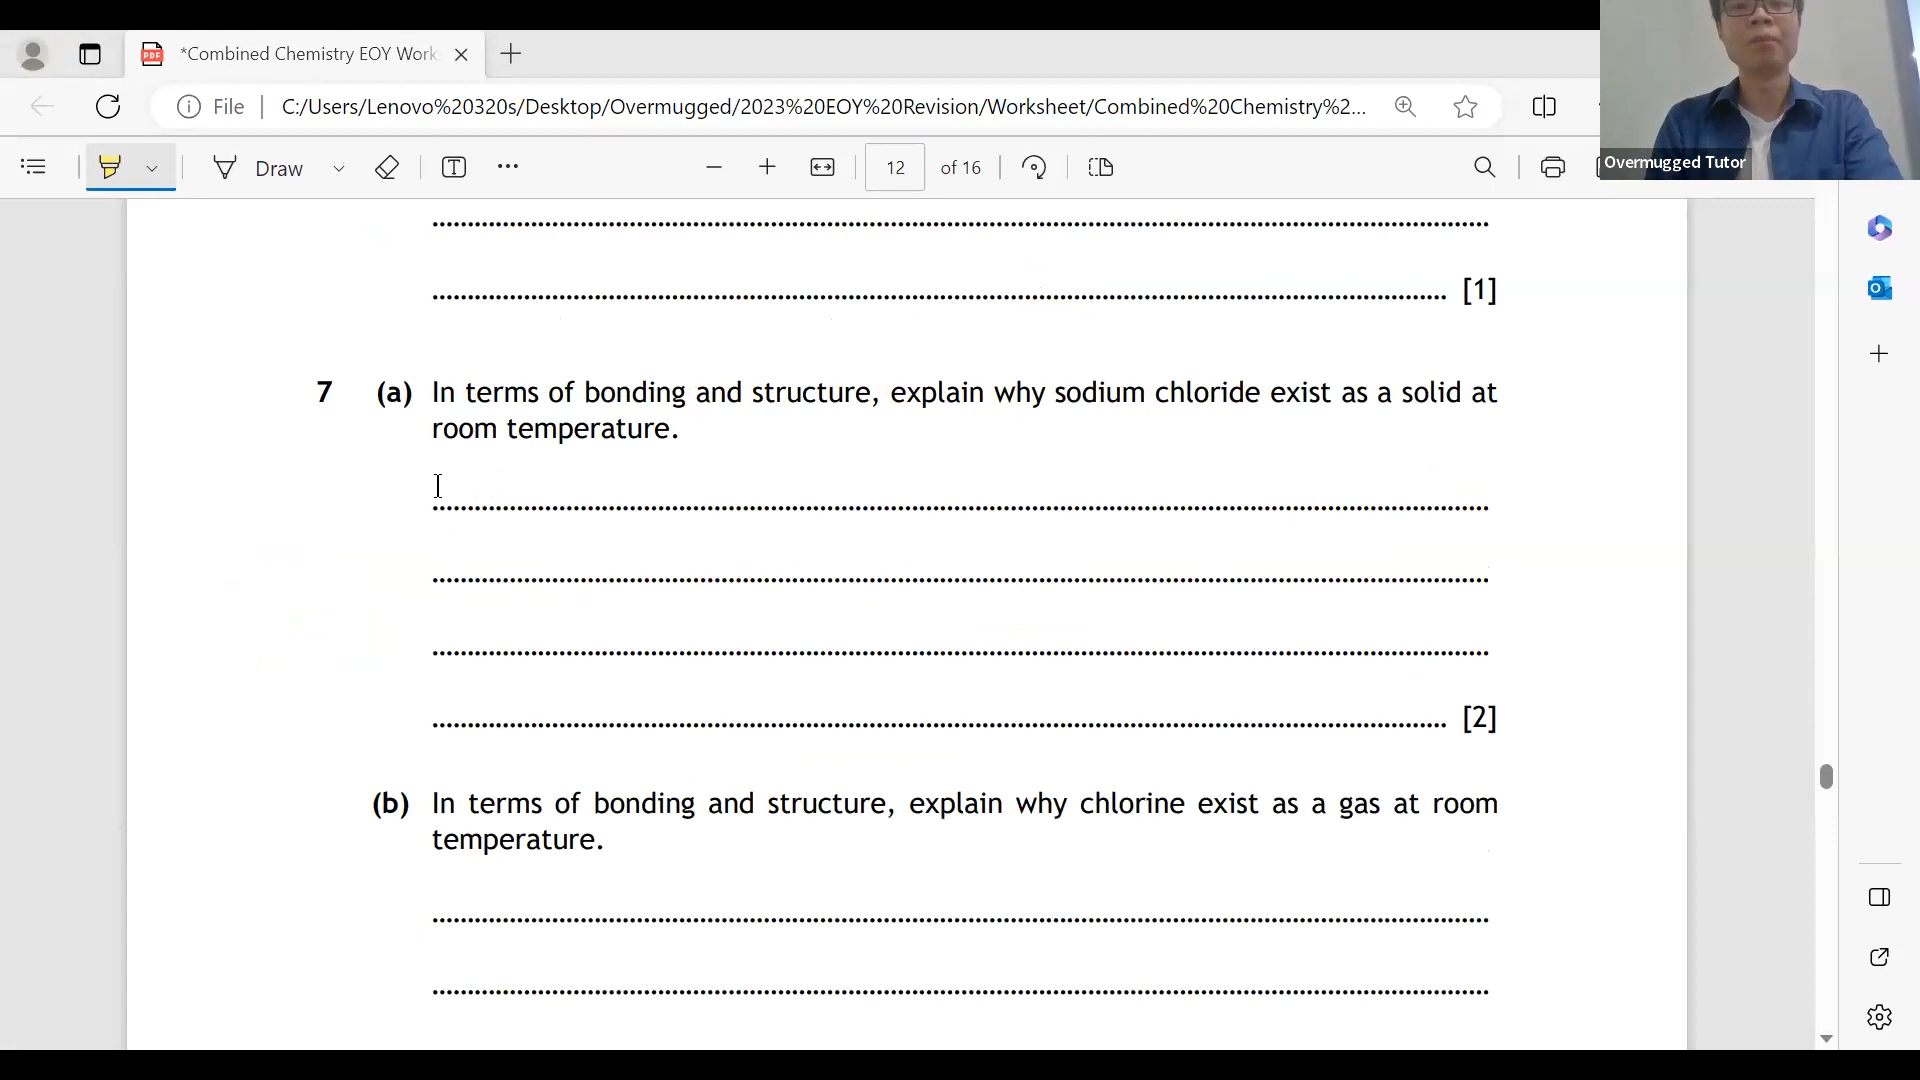 *Combined Chemistry EOY Work
File
C:/Users/Lenovo%20320s/Desktop/Overmugged/2023%20EOY%20Revision/Worksheet/Combined%20Chemistry%2...
Draw
12 of 16
Overmugged Tutor
[1]
7 (a) In terms of bonding and structure, explain why sodium chloride exist as a solid at
room temperature.
[2]
(b) In terms of bonding and structure, explain why chlorine exist as a gas at room
temperature.